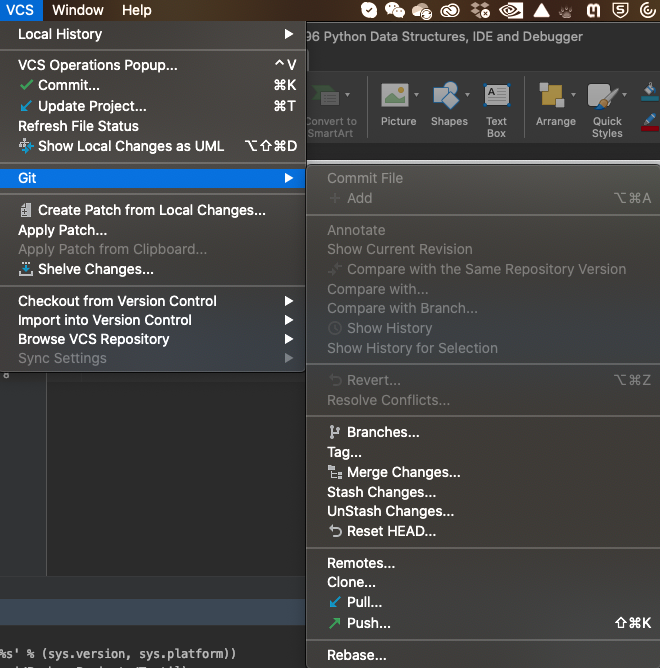 VCS Window Help
96 Python Data Structures, IDE and Debugger
Local History
VCS Operations Popup... ⌃V
Commit... ⌘K
Update Project... ⌘T
Refresh File Status
Show Local Changes as UML ⌥⇧⌘D
Git
Create Patch from Local Changes...
Apply Patch...
Apply Patch from Clipboard...
Shelve Changes...
Checkout from Version Control
Import into Version Control
Browse VCS Repository
Sync Settings
Convert to
SmartArt
Picture
Shapes
Text
Box
Arrange
Quick
Styles
Commit File
Add ⌥⌘A
Annotate
Show Current Revision
Compare with the Same Repository Version
Compare with...
Compare with Branch...
Show History
Show History for Selection
Revert... ⌥⌘Z
Resolve Conflicts...
Branches...
Tag...
Merge Changes...
Stash Changes...
UnStash Changes...
Reset HEAD...
Remotes...
Clone...
Pull...
Push... ⇧⌘K
Rebase...
8
%s' % (sys.version, sys.platform))